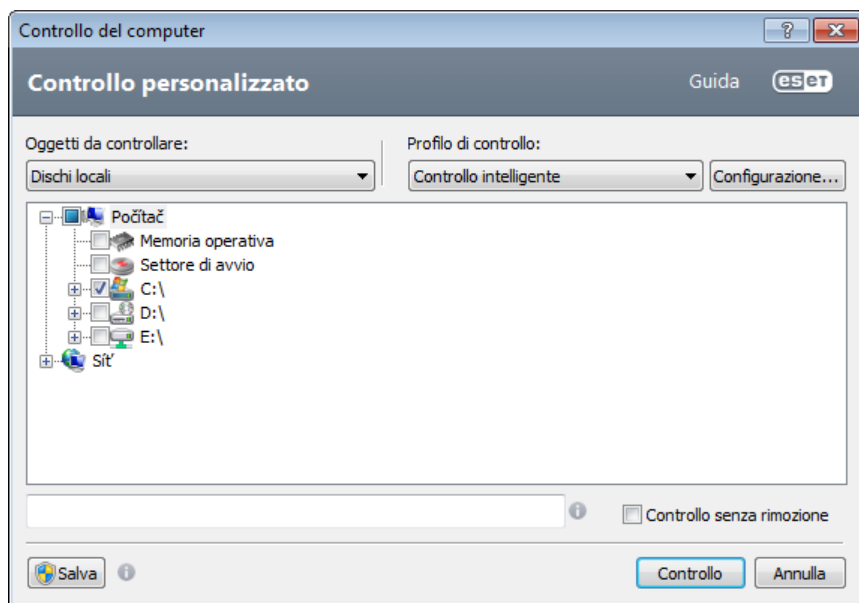 Controllo del computer
Controllo personalizzato
Guida
eset
Oggetti da controllare:
Profilo di controllo:
Dischi locali
Controllo intelligente
Configurazione...
Počítač
Memoria operativa
Settore di avvio
C:\
D:\
E:\
Síť
Controllo senza rimozione
Salva
Controllo
Annulla